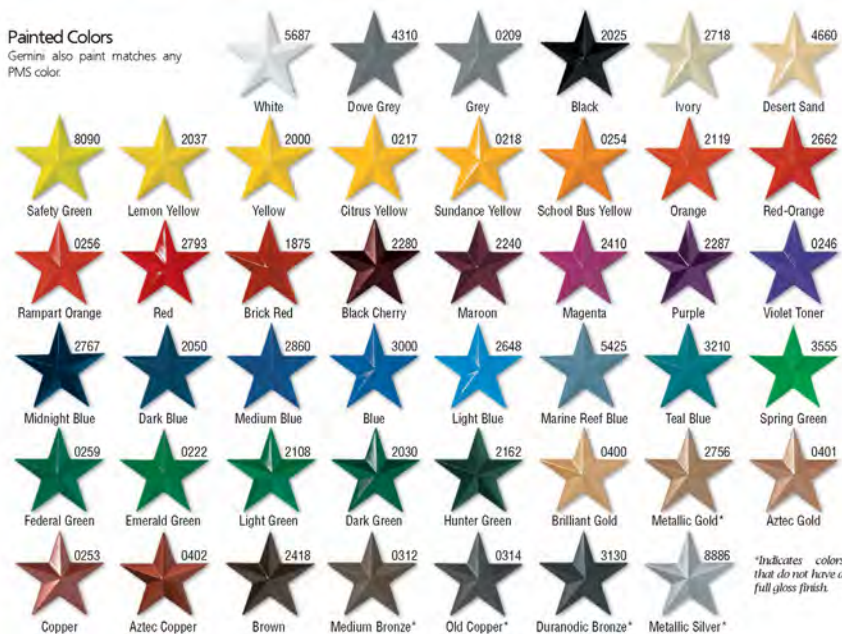 Painted Colors
Gemini also paint matches any
PMS color.
5687 4310 0209 2025 2718 4660
White Dove Grey Grey Black Ivory Desert Sand
8090 2037 2000 0217 0218 0254 2119 2662
Safety Green Lemon Yellow Yellow Citrus Yellow Sundance Yellow School Bus Yellow Orange Red-Orange
0256 2793 1875 2280 2240 2410 2287 0246
Rampart Orange Red Brick Red Black Cherry Maroon Magenta Purple Violet Toner
2767 2050 2860 3000 2648 5425 3210 3555
Midnight Blue Dark Blue Medium Blue Blue Light Blue Marine Reef Blue Teal Blue Spring Green
0259 0222 2108 2030 2162 0400 2756 0401
Federal Green Emerald Green Light Green Dark Green Hunter Green Brilliant Gold Metallic Gold* Aztec Gold
0253 0402 2418 0312 0314 3130 8886
Copper Aztec Copper Brown Medium Bronze* Old Copper* Duranodic Bronze* Metallic Silver*
*Indicates colors
that do not have a
full gloss finish.